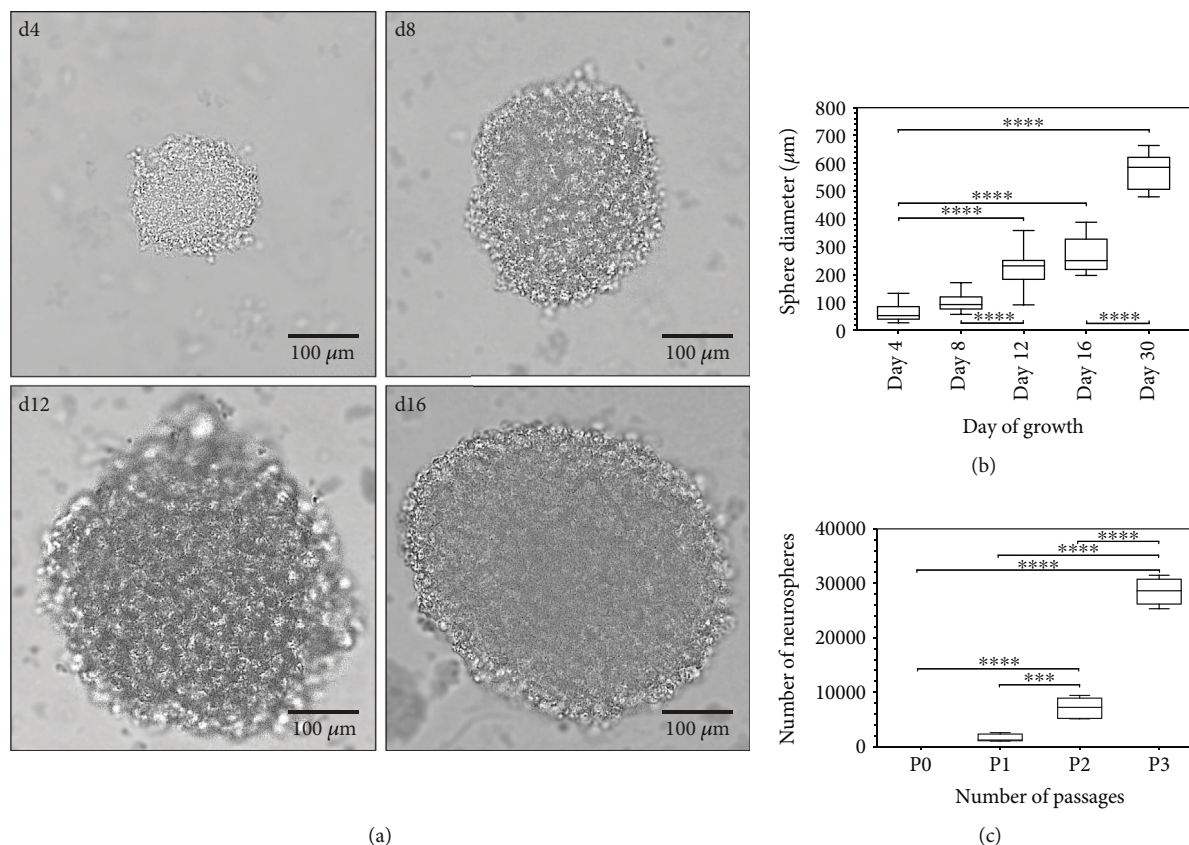 d4
100 μm
d8
100 μm
d12
100 μm
d16
100 μm
(a)
Sphere diameter (μm)
800
700
600
500
400
300
200
100
0
****
****
****
****
****
Day 4
Day 8
Day 12
Day 16
Day 30
Day of growth
(b)
Number of neurospheres
40000
30000
20000
10000
0
****
****
****
****
***
P0
P1
P2
P3
Number of passages
(c)